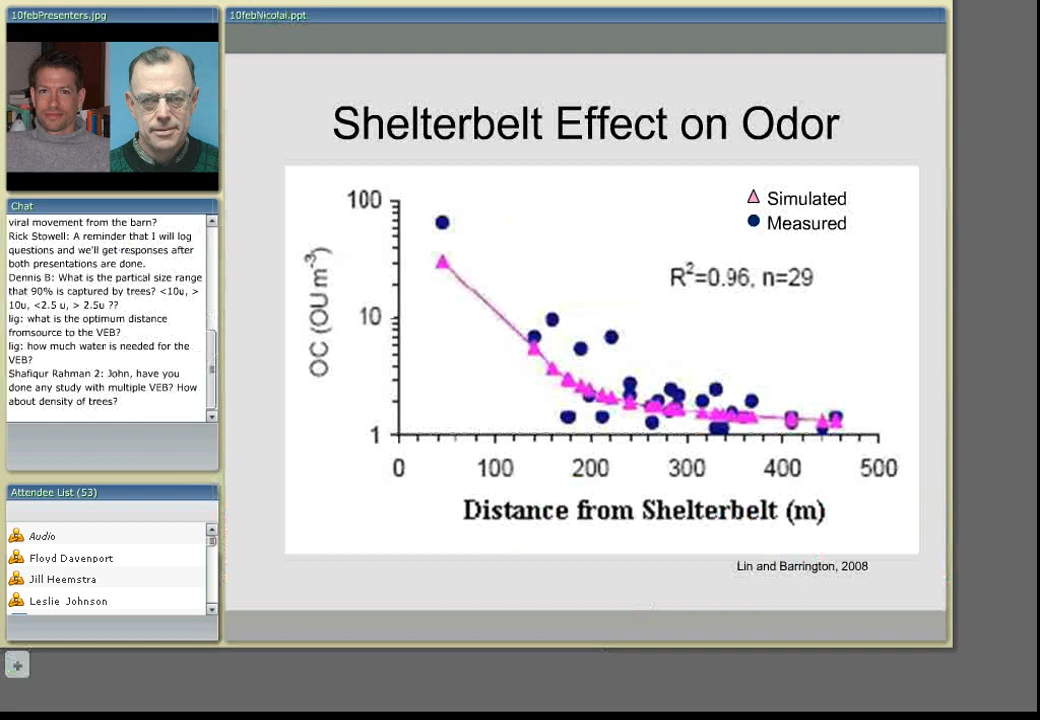 10febPresenters.jpg
10febNicolai.ppt
Chat
viral movement from the barn?
Rick Stowell: A reminder that I will log
questions and we'll get responses after
both presentations are done.
Dennis B: What is the partical size range
that 90% is captured by trees? <10u, >
10u, <2.5 u, > 2.5u ??
lig: what is the optimum distance
fromsource to the VEB?
lig: how much water is needed for the
VEB?
Shafiqur Rahman 2: John, have you
done any study with multiple VEB? How
about density of trees?
Attendee List (53)
Audio
Floyd Davenport
Jill Heemstra
Leslie Johnson
Shelterbelt Effect on Odor
Simulated
Measured
R²=0.96, n=29
OC (OU m⁻³)
100
10
1
0 100 200 300 400 500
Distance from Shelterbelt (m)
Lin and Barrington, 2008